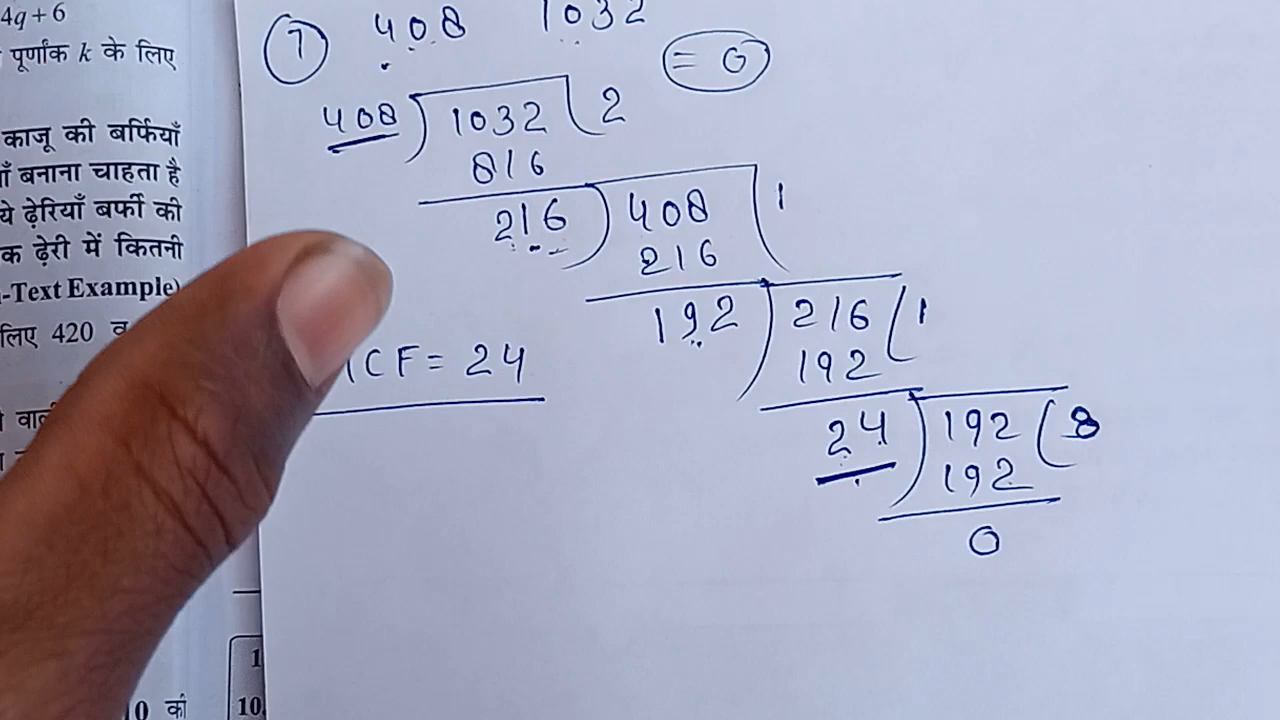 4q+6
पूर्णांक k के लिए
काजू की बर्फियाँ
बनाना चाहता है
ये ढ़ेरियाँ बर्फी की
ढ़ेरी में कितनी
-Text Example)
लिए 420
10.
7 408 1032
= 0
408 ) 1032 ( 2
816
216 ) 408 ( 1
216
192 ) 216 ( 1
192
CF = 24
24 ) 192 ( 8
192
0